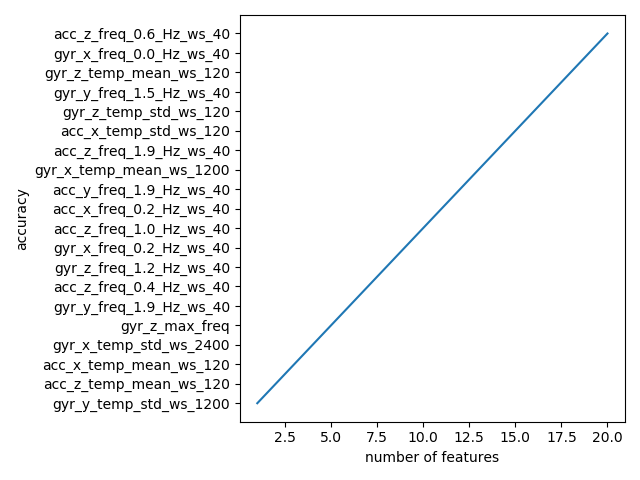 acc_z_freq_0.6_Hz_ws_40
gyr_x_freq_0.0_Hz_ws_40
gyr_z_temp_mean_ws_120
gyr_y_freq_1.5_Hz_ws_40
gyr_z_temp_std_ws_120
acc_x_temp_std_ws_120
acc_z_freq_1.9_Hz_ws_40
gyr_x_temp_mean_ws_1200
acc_y_freq_1.9_Hz_ws_40
acc_x_freq_0.2_Hz_ws_40
acc_z_freq_1.0_Hz_ws_40
gyr_x_freq_0.2_Hz_ws_40
gyr_z_freq_1.2_Hz_ws_40
acc_z_freq_0.4_Hz_ws_40
gyr_y_freq_1.9_Hz_ws_40
gyr_z_max_freq
gyr_x_temp_std_ws_2400
acc_x_temp_mean_ws_120
acc_z_temp_mean_ws_120
gyr_y_temp_std_ws_1200
accuracy
2.5 5.0 7.5 10.0 12.5 15.0 17.5 20.0
number of features